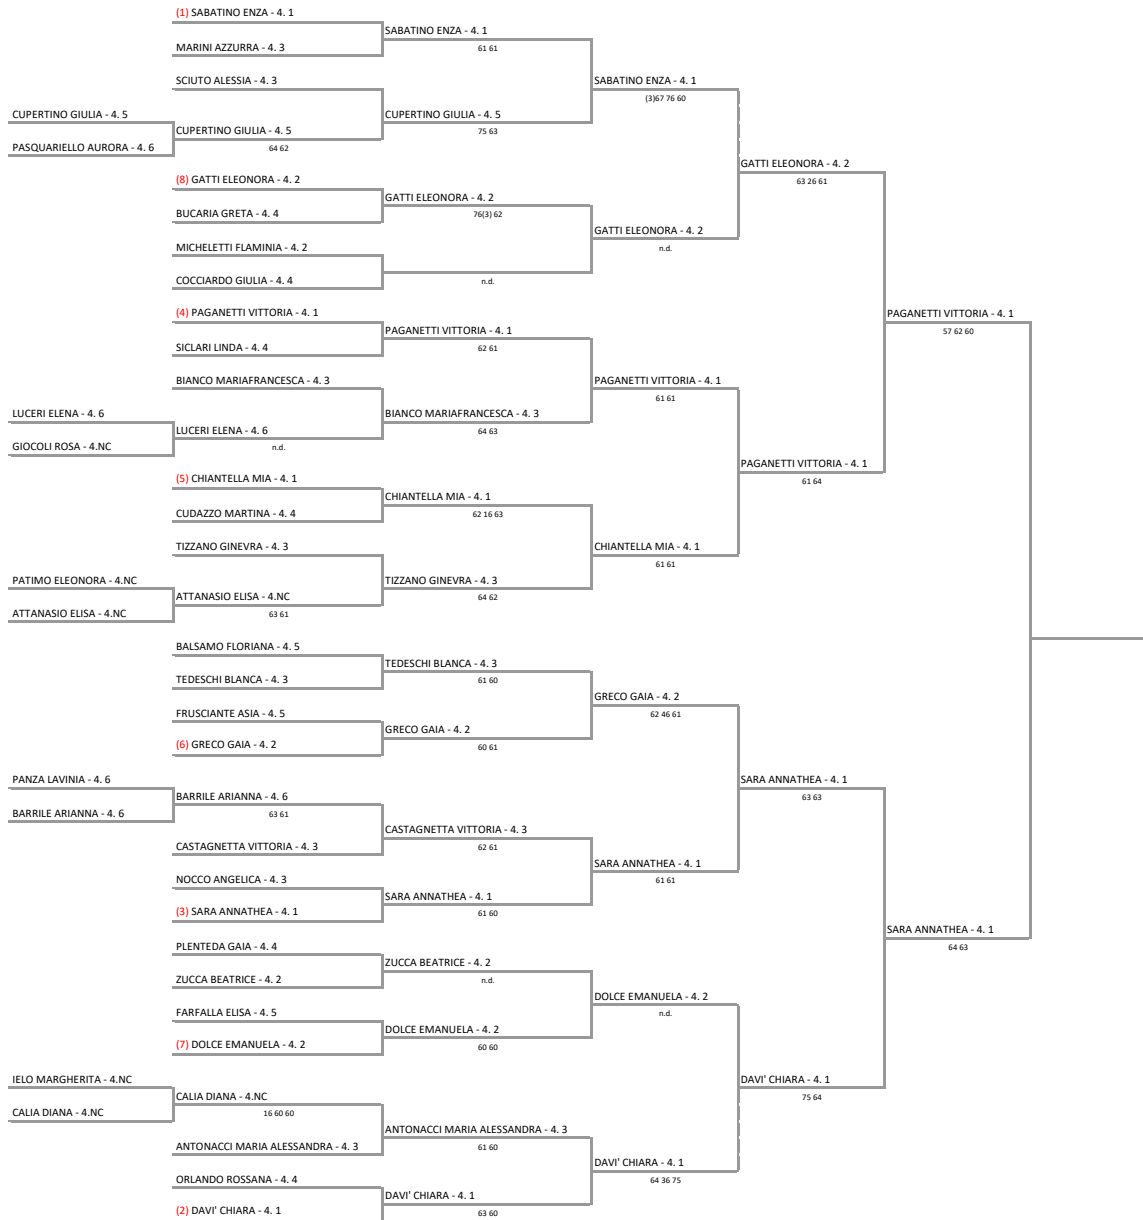 (1) SABATINO ENZA - 4. 1
SABATINO ENZA - 4. 1
MARINI AZZURRA - 4. 3
61 61
SCIUTO ALESSIA - 4. 3
SABATINO ENZA - 4. 1
(3)67 76 60
CUPERTINO GIULIA - 4. 5
CUPERTINO GIULIA - 4. 5
CUPERTINO GIULIA - 4. 5
75 63
PASQUARIELLO AURORA - 4. 6
64 62
GATTI ELEONORA - 4. 2
63 26 61
(8) GATTI ELEONORA - 4. 2
GATTI ELEONORA - 4. 2
BUCARIA GRETA - 4. 4
76(3) 62
GATTI ELEONORA - 4. 2
n.d.
MICHELETTI FLAMINIA - 4. 2
COCCIARDO GIULIA - 4. 4
n.d.
(4) PAGANETTI VITTORIA - 4. 1
PAGANETTI VITTORIA - 4. 1
57 62 60
PAGANETTI VITTORIA - 4. 1
SICLARI LINDA - 4. 4
62 61
BIANCO MARIAFRANCESCA - 4. 3
PAGANETTI VITTORIA - 4. 1
61 61
LUCERI ELENA - 4. 6
BIANCO MARIAFRANCESCA - 4. 3
LUCERI ELENA - 4. 6
64 63
GIOCOLI ROSA - 4.NC
n.d.
PAGANETTI VITTORIA - 4. 1
61 64
(5) CHIANTELLA MIA - 4. 1
CHIANTELLA MIA - 4. 1
CUDAZZO MARTINA - 4. 4
62 16 63
TIZZANO GINEVRA - 4. 3
CHIANTELLA MIA - 4. 1
61 61
PATIMO ELEONORA - 4.NC
TIZZANO GINEVRA - 4. 3
ATTANASIO ELISA - 4.NC
64 62
ATTANASIO ELISA - 4.NC
63 61
BALSAMO FLORIANA - 4. 5
TEDESCHI BLANCA - 4. 3
TEDESCHI BLANCA - 4. 3
61 60
GRECO GAIA - 4. 2
62 46 61
FRUSCIANTE ASIA - 4. 5
GRECO GAIA - 4. 2
(6) GRECO GAIA - 4. 2
60 61
PANZA LAVINIA - 4. 6
SARA ANNATHEA - 4. 1
63 63
BARRILE ARIANNA - 4. 6
BARRILE ARIANNA - 4. 6
63 61
CASTAGNETTA VITTORIA - 4. 3
CASTAGNETTA VITTORIA - 4. 3
62 61
SARA ANNATHEA - 4. 1
61 61
NOCCO ANGELICA - 4. 3
SARA ANNATHEA - 4. 1
(3) SARA ANNATHEA - 4. 1
61 60
SARA ANNATHEA - 4. 1
64 63
PLENTEDA GAIA - 4. 4
ZUCCA BEATRICE - 4. 2
ZUCCA BEATRICE - 4. 2
n.d.
DOLCE EMANUELA - 4. 2
n.d.
FARFALLA ELISA - 4. 5
DOLCE EMANUELA - 4. 2
(7) DOLCE EMANUELA - 4. 2
60 60
IELO MARGHERITA - 4.NC
DAVI' CHIARA - 4. 1
75 64
CALIA DIANA - 4.NC
CALIA DIANA - 4.NC
16 60 60
ANTONACCI MARIA ALESSANDRA - 4. 3
ANTONACCI MARIA ALESSANDRA - 4. 3
61 60
DAVI' CHIARA - 4. 1
64 36 75
ORLANDO ROSSANA - 4. 4
DAVI' CHIARA - 4. 1
(2) DAVI' CHIARA - 4. 1
63 60